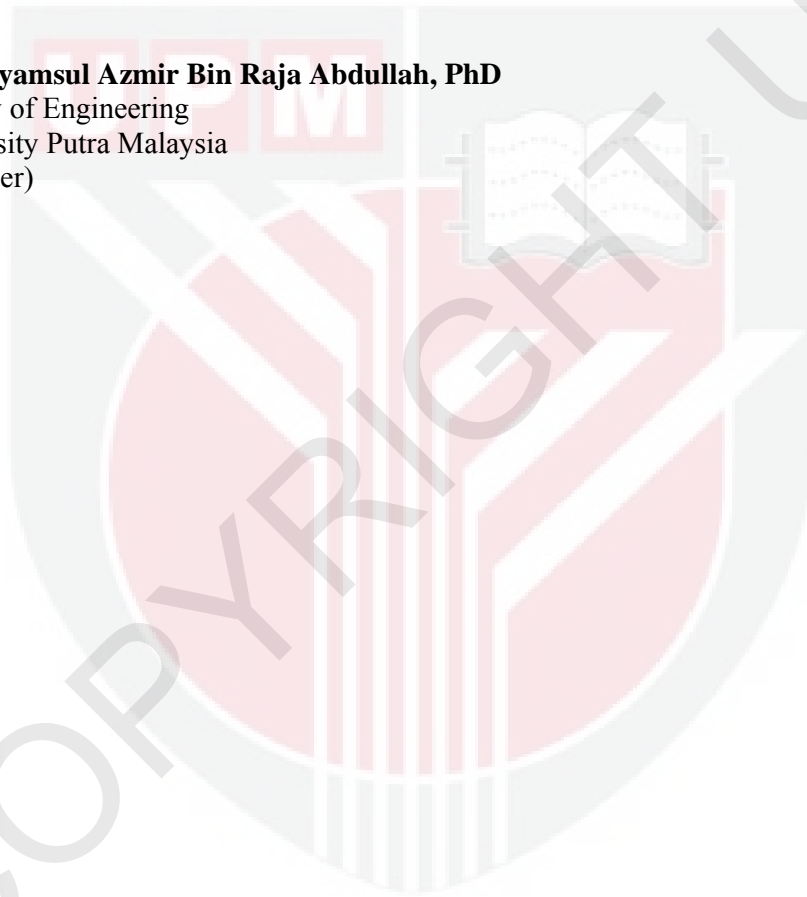 UPM
yamsul Azmir Bin Raja Abdullah, PhD
y of Engineering
sity Putra Malaysia
er)
COPYRIGHT U